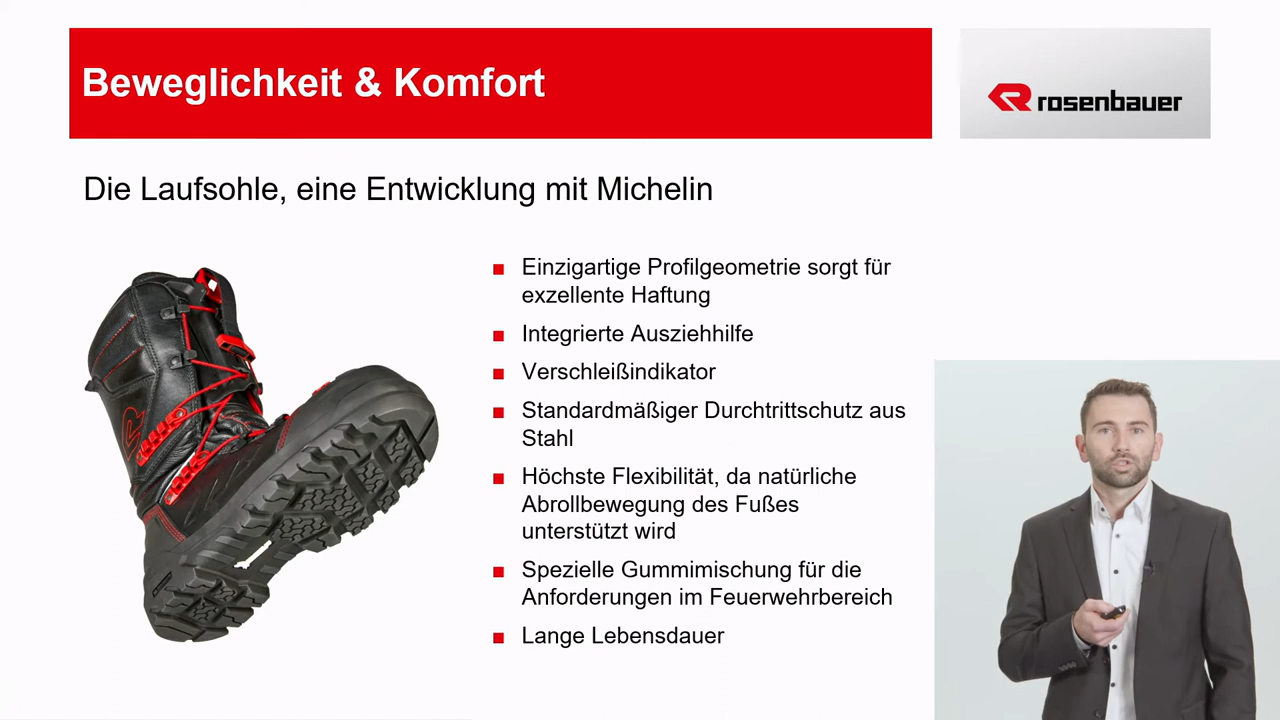 Beweglichkeit & Komfort
rosenbauer
Die Laufsohle, eine Entwicklung mit Michelin
Einzigartige Profilgeometrie sorgt für
exzellente Haftung
Integrierte Ausziehhilfe
Verschleißindikator
Standardmäßiger Durchtrittschutz aus
Stahl
Höchste Flexibilität, da natürliche
Abrollbewegung des Fußes
unterstützt wird
Spezielle Gummimischung für die
Anforderungen im Feuerwehrbereich
Lange Lebensdauer